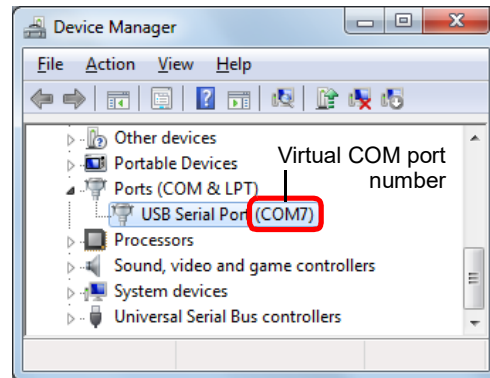 Device Manager
File Action View Help
Other devices
Portable Devices
Virtual COM port
number
Ports (COM & LPT)
USB Serial Port (COM7)
Processors
Sound, video and game controllers
System devices
Universal Serial Bus controllers